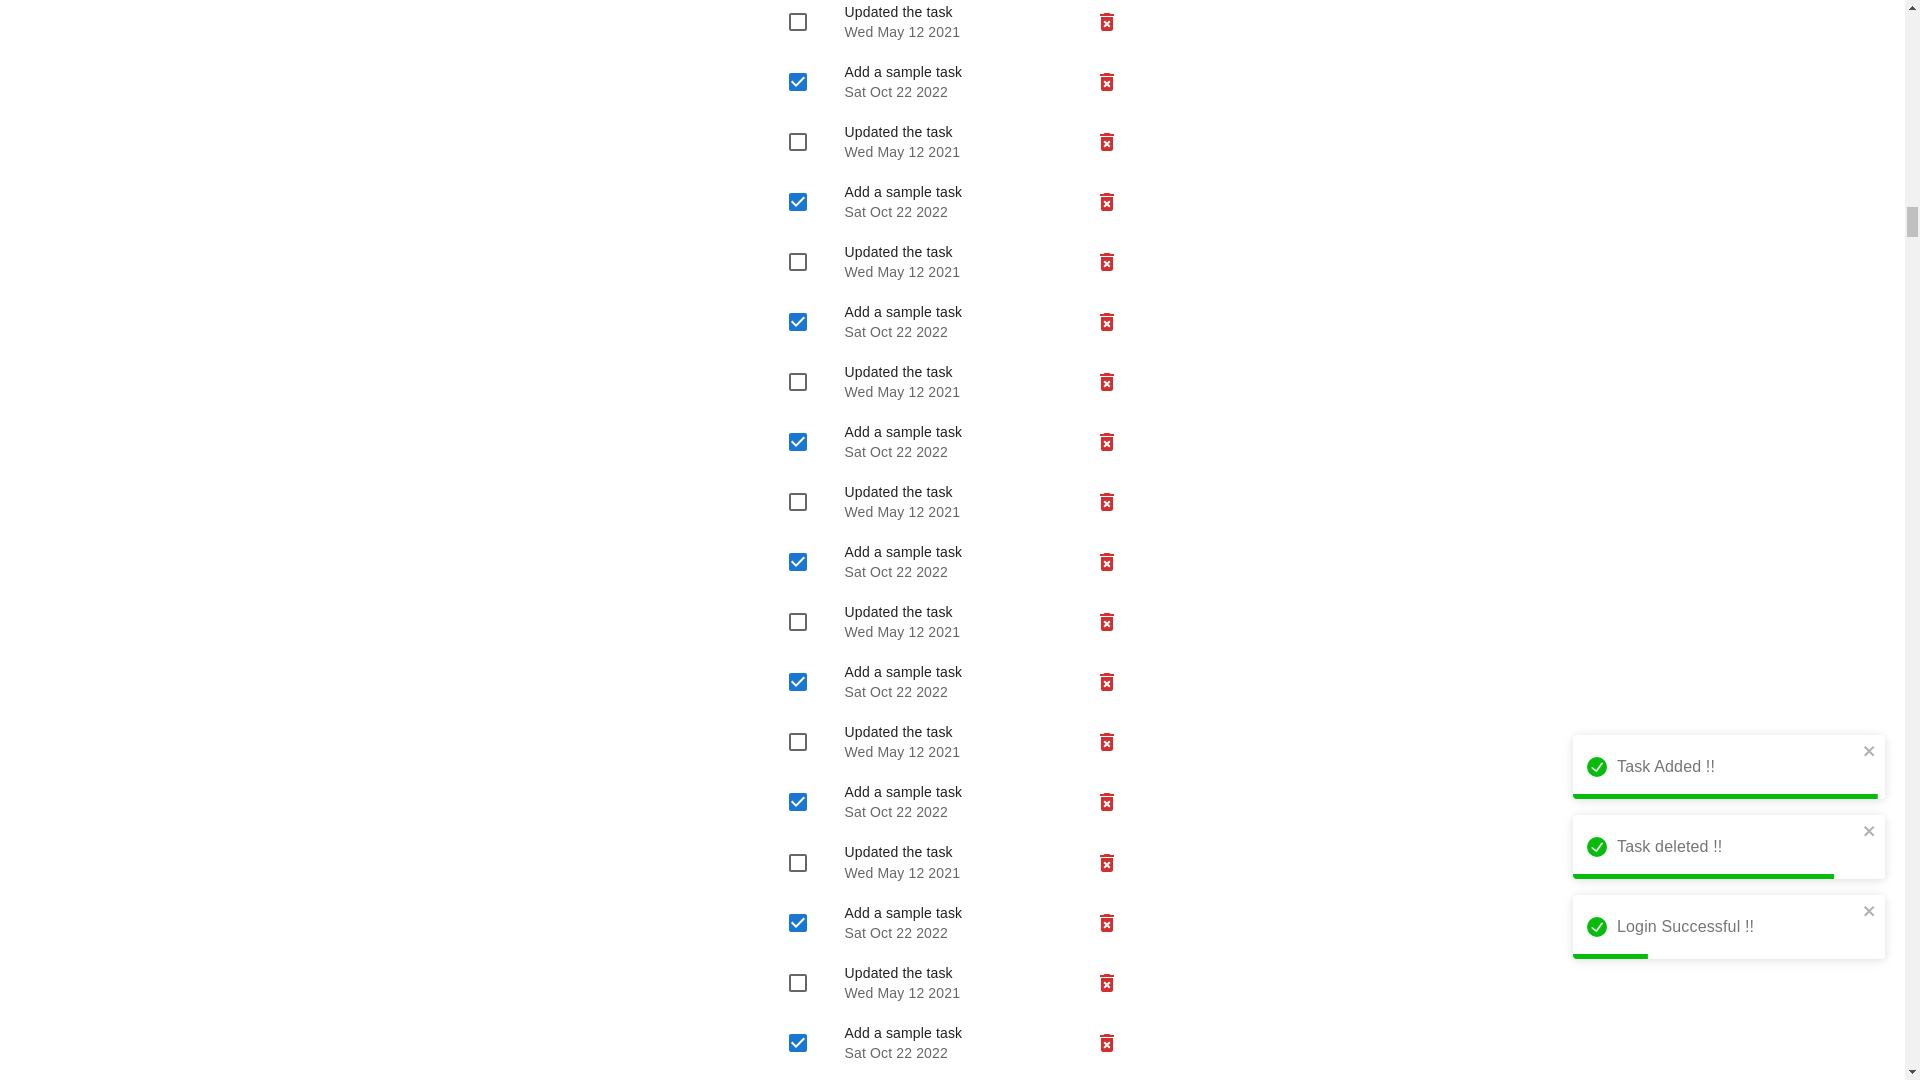 Updated the task
Wed May 12 2021
Add a sample task
Sat Oct 22 2022
Updated the task
Wed May 12 2021
Add a sample task
Sat Oct 22 2022
Updated the task
Wed May 12 2021
Add a sample task
Sat Oct 22 2022
Updated the task
Wed May 12 2021
Add a sample task
Sat Oct 22 2022
Updated the task
Wed May 12 2021
Add a sample task
Sat Oct 22 2022
Updated the task
Wed May 12 2021
Add a sample task
Sat Oct 22 2022
Updated the task
Wed May 12 2021
Add a sample task
Sat Oct 22 2022
Updated the task
Wed May 12 2021
Add a sample task
Sat Oct 22 2022
Updated the task
Wed May 12 2021
Add a sample task
Sat Oct 22 2022
Task Added !!
Task deleted !!
Login Successful !!